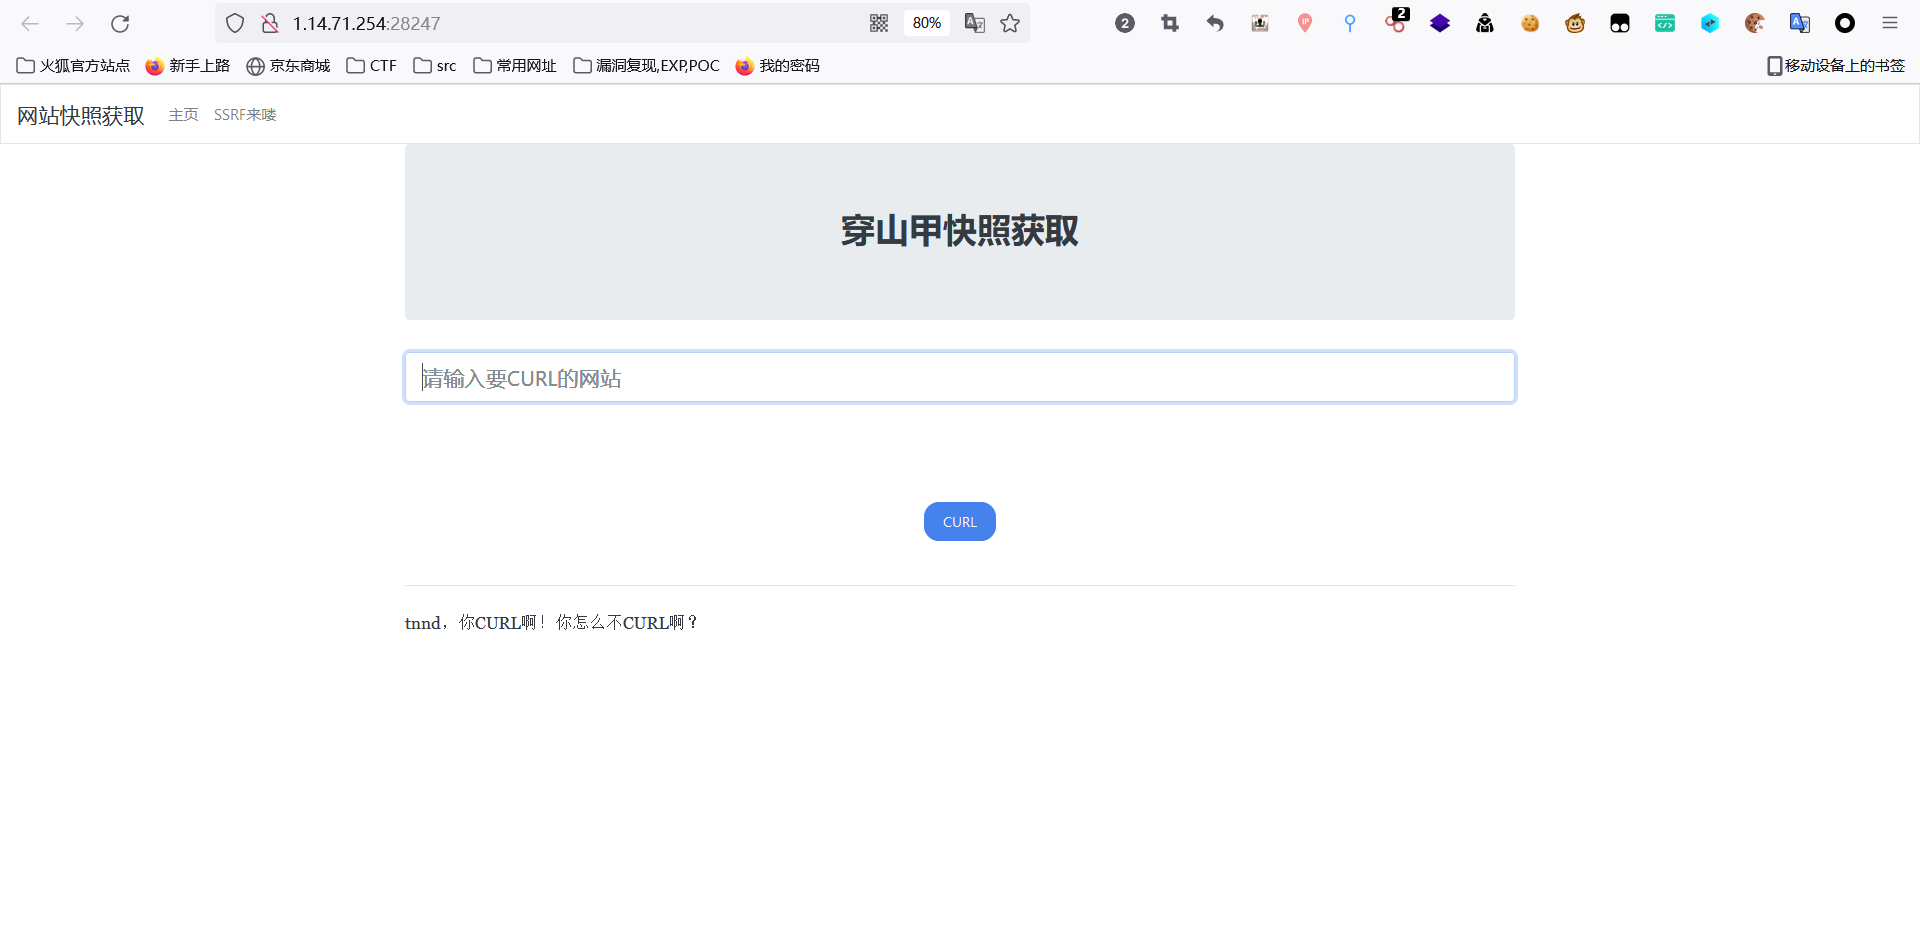 1.14.71.254:28247 80% 2 2
火狐官方站点 新手上路 京东商城 CTF src 常用网址 漏洞复现,EXP,POC 我的密码 移动设备上的书签
网站快照获取 主页 SSRF来喽
穿山甲快照获取
请输入要CURL的网站
CURL
tnnd，你CURL啊！你怎么不CURL啊？